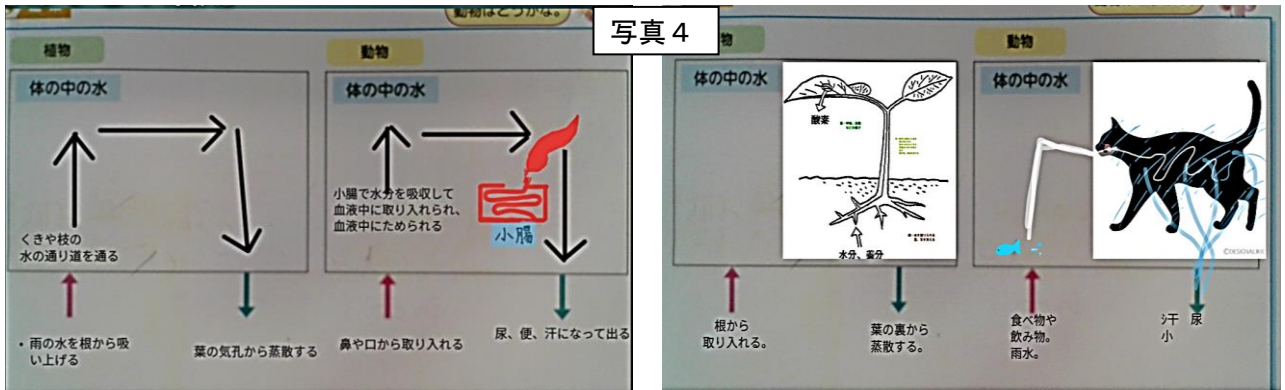 動物はどうかな。
写真４
植物
体の中の水
くきや枝の
水の通り道を通る
・雨の水を根から吸
い上げる
葉の気孔から蒸散する
動物
体の中の水
小腸で水分を吸収して
血液中に取り入れられ、
血液中にためられる
小腸
鼻や口から取り入れる
尿、便、汗になって出る
物
体の中の水
酸素
水分、養分
根から
取り入れる。
葉の裏から
蒸散する。
動物
体の中の水
©DESIGNALIKIE
食べ物や
飲み物。
雨水。
汗 尿
小